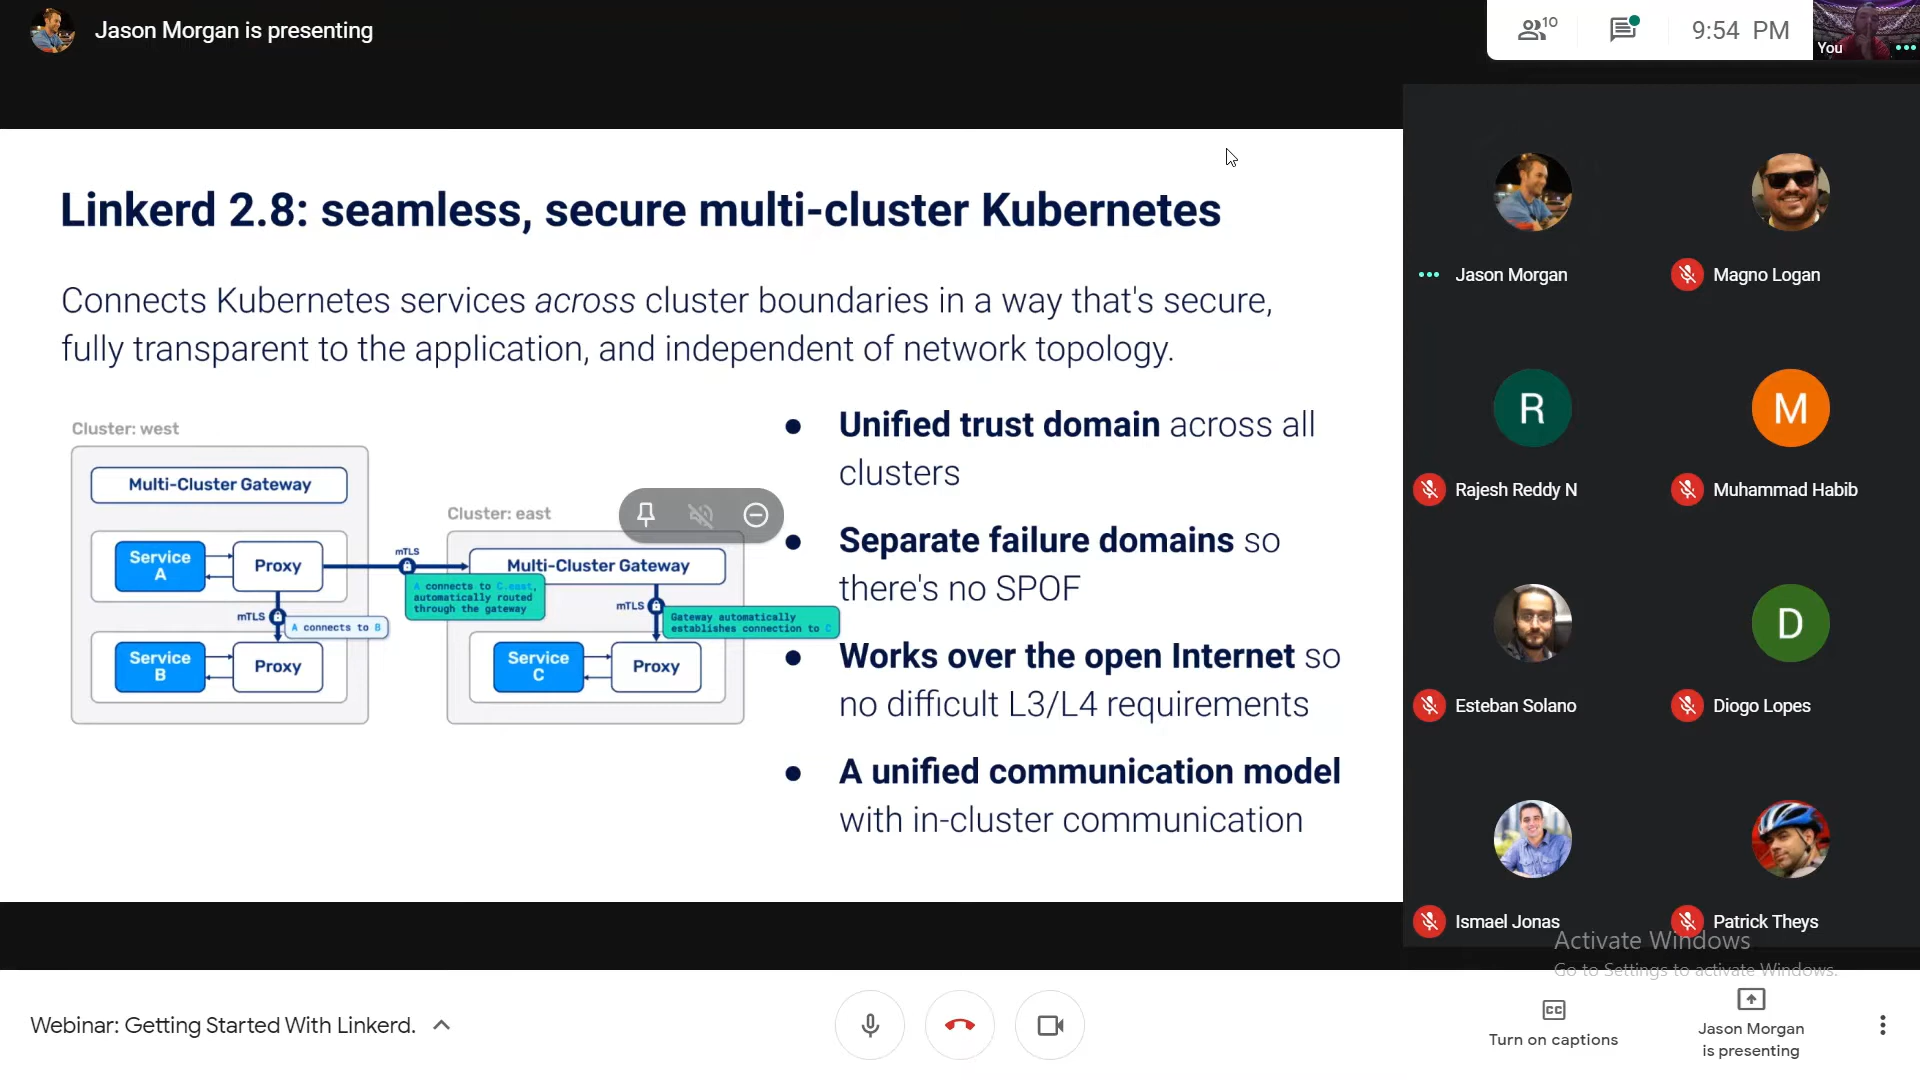 Jason Morgan is presenting
10
9:54 PM
You
Linkerd 2.8: seamless, secure multi-cluster Kubernetes
Connects Kubernetes services across cluster boundaries in a way that's secure,
fully transparent to the application, and independent of network topology.
Cluster: west
Multi-Cluster Gateway
Service
A
Proxy
mTLS
A connects to B
Service
B
Proxy
mTLS
A connects to C.east,
automatically routed
through the gateway
Cluster: east
Multi-Cluster Gateway
mTLS
Gateway automatically
establishes connection to C
Service
C
Proxy
● Unified trust domain across all
clusters
● Separate failure domains so
there's no SPOF
● Works over the open Internet so
no difficult L3/L4 requirements
● A unified communication model
with in-cluster communication
Jason Morgan
Magno Logan
R
Rajesh Reddy N
M
Muhammad Habib
Esteban Solano
D
Diogo Lopes
Ismael Jonas
Patrick Theys
Activate Windows
Go to Settings to activate Windows.
Webinar: Getting Started With Linkerd.
CC
Turn on captions
Jason Morgan
is presenting